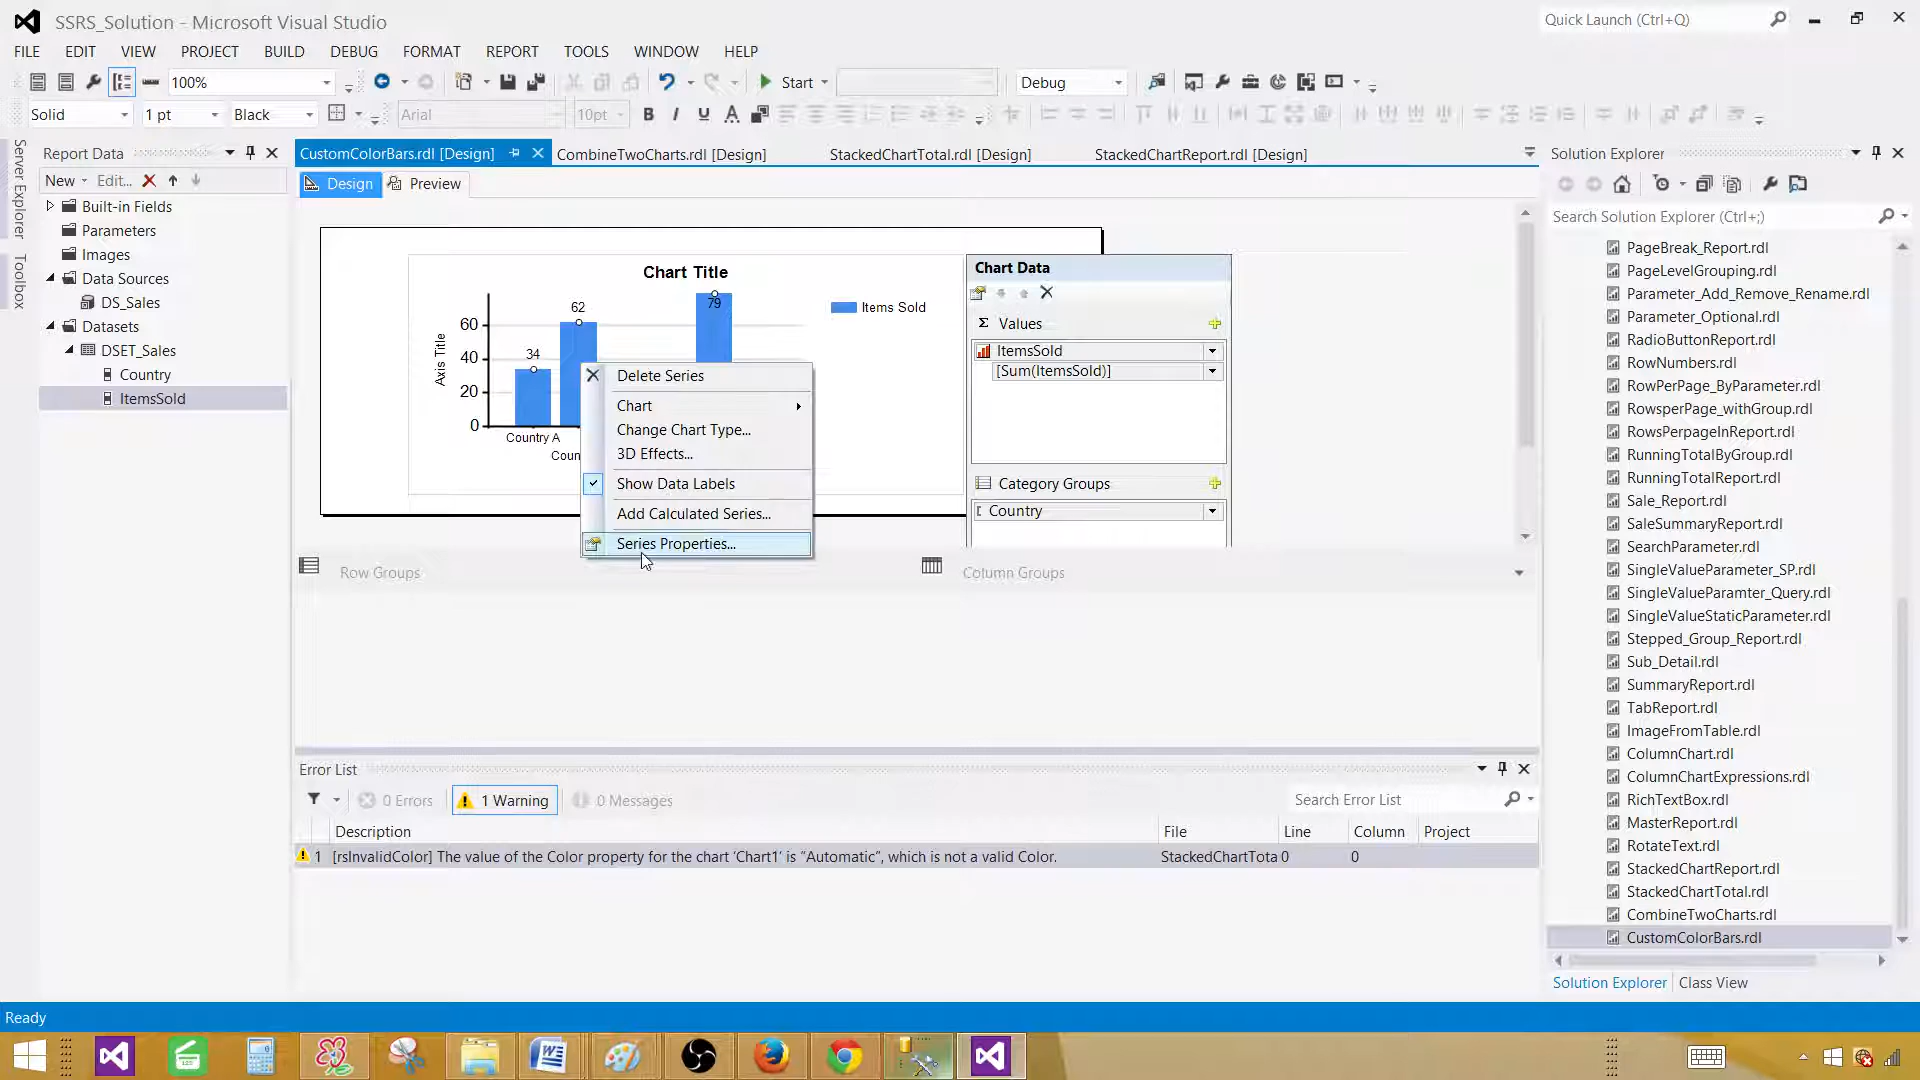 SSRS_Solution - Microsoft Visual Studio
Quick Launch (Ctrl+Q)
FILE EDIT VIEW PROJECT BUILD DEBUG FORMAT REPORT TOOLS WINDOW HELP
100%
Start
Debug
Solid 1 pt Black Arial 10pt B I U A
Server Explorer
Toolbox
Report Data
New Edit...
Built-in Fields
Parameters
Images
Data Sources
DS_Sales
Datasets
DSET_Sales
Country
ItemsSold
CustomColorBars.rdl [Design] CombineTwoCharts.rdl [Design] StackedChartTotal.rdl [Design] StackedChartReport.rdl [Design]
Design Preview
Chart Title
Axis Title
60
40
20
0
34
62
79
Country A
Coun
Items Sold
Delete Series
Chart
Change Chart Type...
3D Effects...
Show Data Labels
Add Calculated Series...
Series Properties...
Chart Data
Σ Values
ItemsSold
[Sum(ItemsSold)]
Category Groups
Country
Row Groups
Column Groups
Error List
0 Errors 1 Warning 0 Messages
Search Error List
Description File Line Column Project
1 [rsInvalidColor] The value of the Color property for the chart ‘Chart1’ is “Automatic”, which is not a valid Color. StackedChartTota 0 0
Solution Explorer
Search Solution Explorer (Ctrl+;)
PageBreak_Report.rdl
PageLevelGrouping.rdl
Parameter_Add_Remove_Rename.rdl
Parameter_Optional.rdl
RadioButtonReport.rdl
RowNumbers.rdl
RowPerPage_ByParameter.rdl
RowsperPage_withGroup.rdl
RowsPerpageInReport.rdl
RunningTotalByGroup.rdl
RunningTotalReport.rdl
Sale_Report.rdl
SaleSummaryReport.rdl
SearchParameter.rdl
SingleValueParameter_SP.rdl
SingleValueParamter_Query.rdl
SingleValueStaticParameter.rdl
Stepped_Group_Report.rdl
Sub_Detail.rdl
SummaryReport.rdl
TabReport.rdl
ImageFromTable.rdl
ColumnChart.rdl
ColumnChartExpressions.rdl
RichTextBox.rdl
MasterReport.rdl
RotateText.rdl
StackedChartReport.rdl
StackedChartTotal.rdl
CombineTwoCharts.rdl
CustomColorBars.rdl
Solution Explorer Class View
Ready